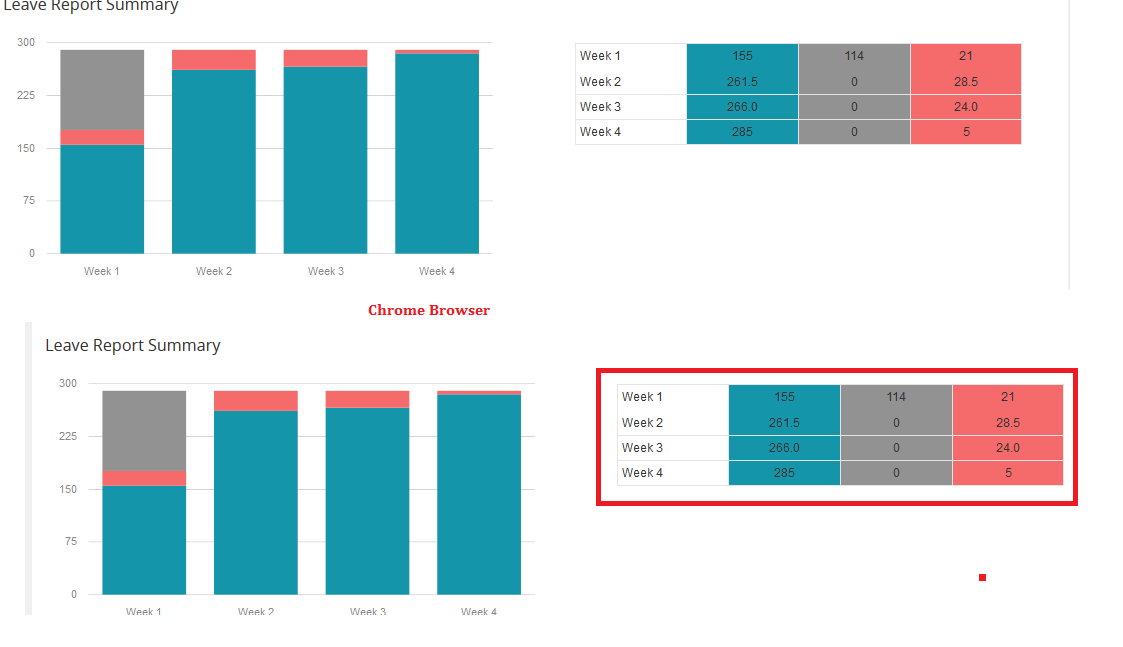 Leave Report Summary
300
225
150
75
0
Week 1 Week 2 Week 3 Week 4
Week 1 155 114 21
Week 2 261.5 0 28.5
Week 3 266.0 0 24.0
Week 4 285 0 5
Chrome Browser
Leave Report Summary
300
225
150
75
0
Week 1 Week 2 Week 3 Week 4
Week 1 155 114 21
Week 2 261.5 0 28.5
Week 3 266.0 0 24.0
Week 4 285 0 5